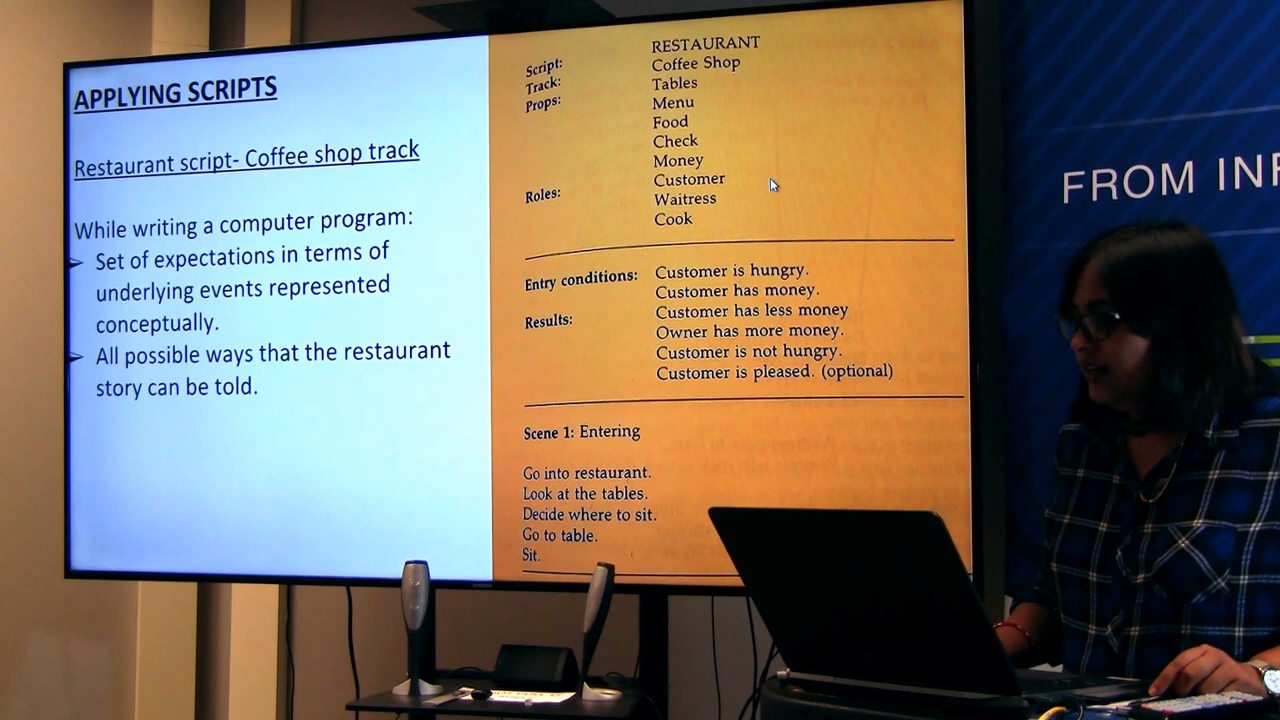 APPLYING SCRIPTS
Restaurant script- Coffee shop track
While writing a computer program:
➢ Set of expectations in terms of
underlying events represented
conceptually.
➢ All possible ways that the restaurant
story can be told.
Script: RESTAURANT
Track: Coffee Shop
Props: Tables
Menu
Food
Check
Money
Roles: Customer
Waitress
Cook
Entry conditions: Customer is hungry.
Customer has money.
Results: Customer has less money
Owner has more money.
Customer is not hungry.
Customer is pleased. (optional)
Scene 1: Entering
Go into restaurant.
Look at the tables.
Decide where to sit.
Go to table.
Sit.
FROM